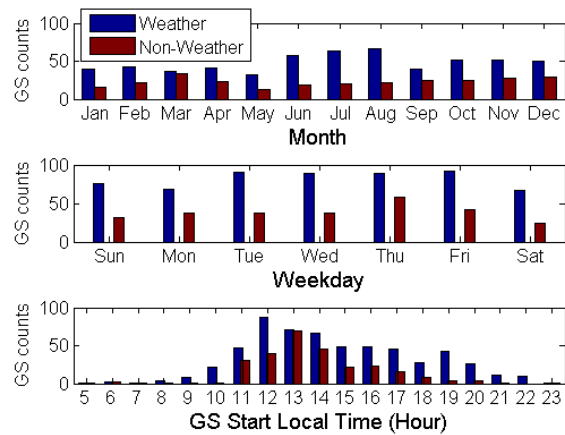 GS counts
100
50
0
Weather
Non-Weather
Jan Feb Mar Apr May Jun Jul Aug Sep Oct Nov Dec
Month
GS counts
100
50
0
Sun Mon Tue Wed Thu Fri Sat
Weekday
GS counts
100
50
0
5 6 7 8 9 10 11 12 13 14 15 16 17 18 19 20 21 22 23
GS Start Local Time (Hour)